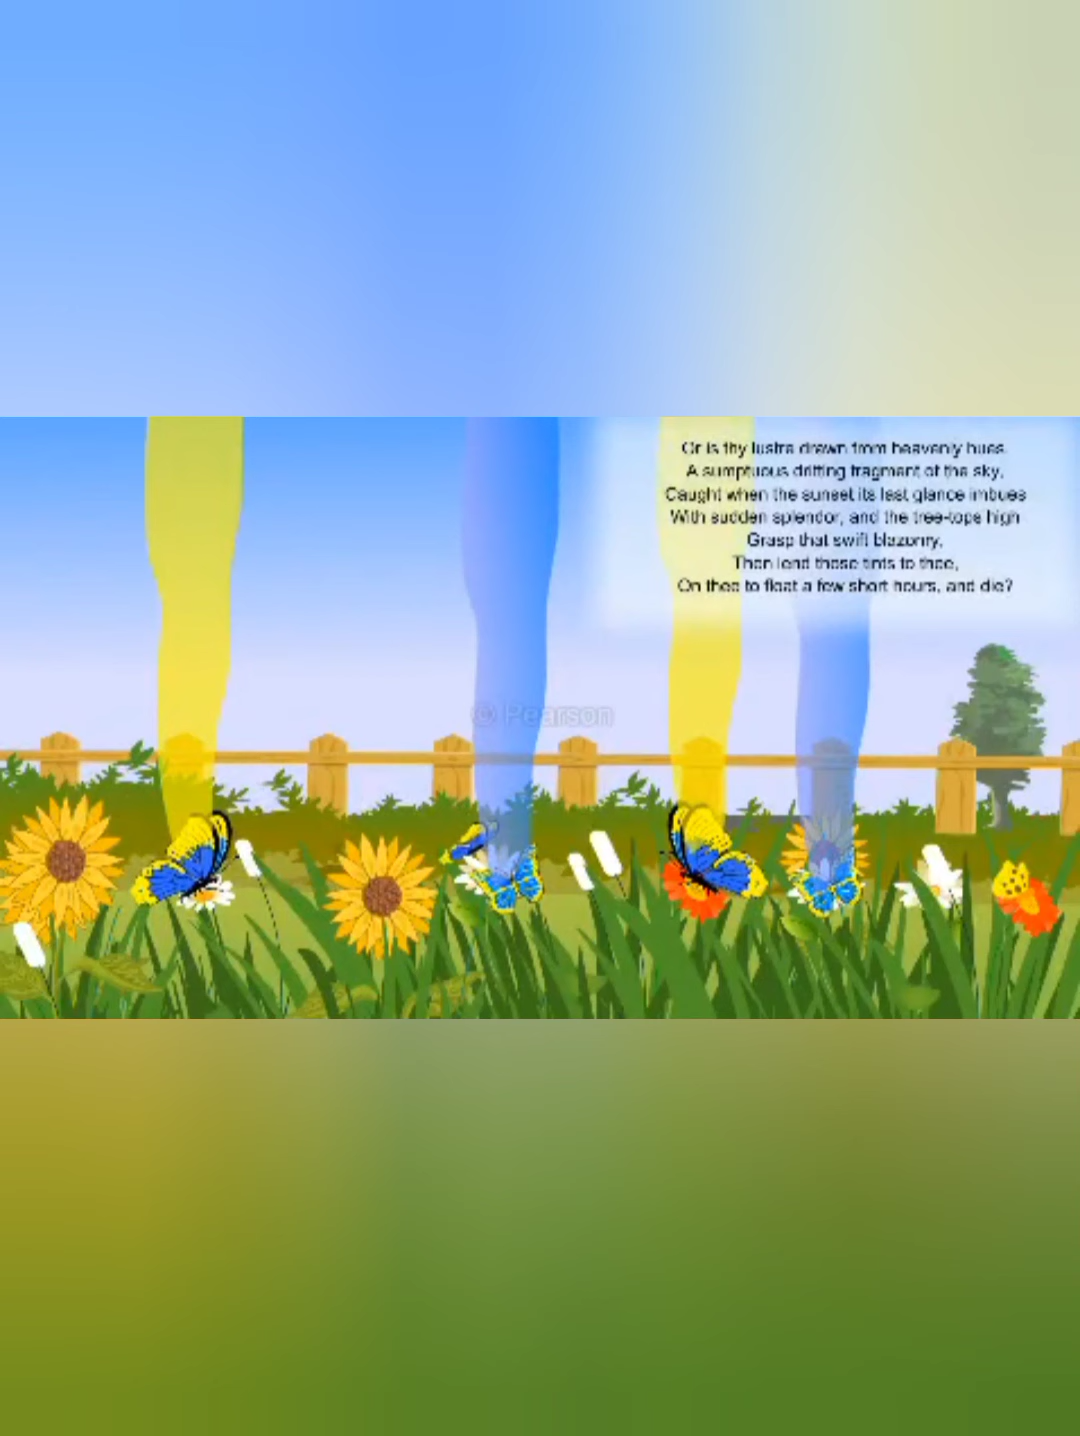 Or is thy lustre drawn from heavenly hues
A sumptuous drifting fragment of the sky,
Caught when the sunset its last glance imbues
With sudden splendor, and the tree-tops high
Grasp that swift blazonry,
Then lend those tints to thee,
On thee to float a few short hours, and die?
© Pearson